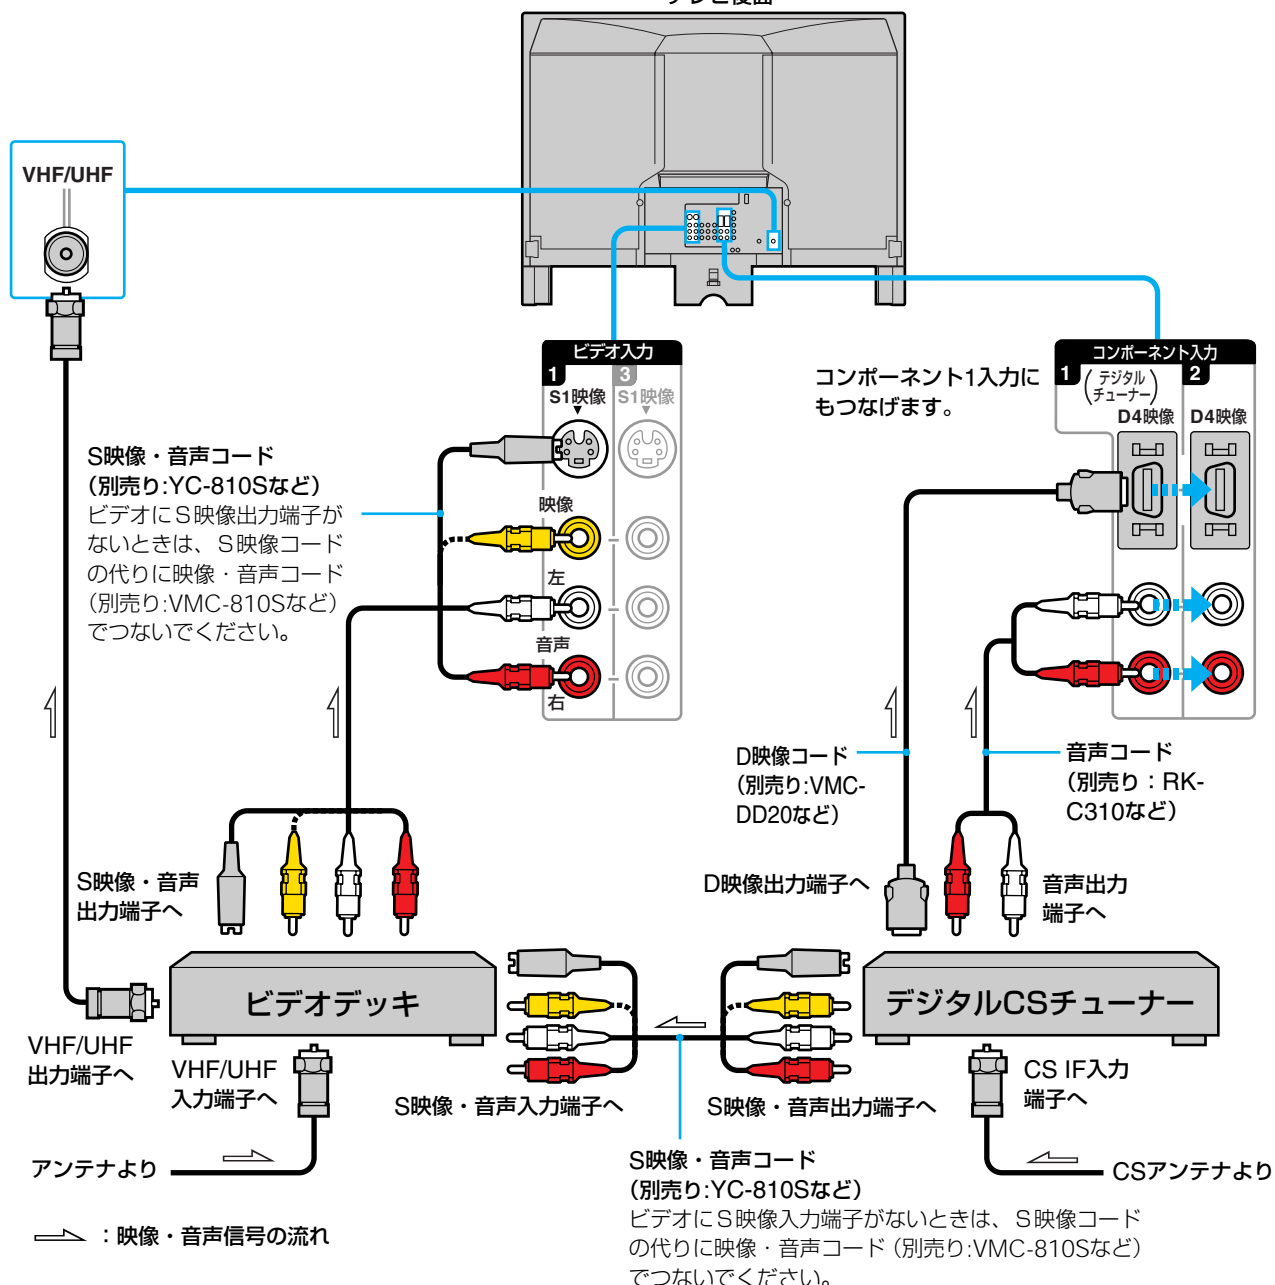 テレビ後面
VHF/UHF
ビデオ入力
1
3
S1映像
S1映像
映像
左
音声
右
コンポーネント1入力に
もつなげます。
コンポーネント入力
1
(デジタル
チューナー)
2
D4映像
D4映像
S映像・音声コード
（別売り:YC-810Sなど）
ビデオにＳ映像出力端子が
ないときは、Ｓ映像コード
の代りに映像・音声コード
（別売り:VMC-810Sなど）
でつないでください。
D映像コード
（別売り:VMC-
DD20など）
音声コード
（別売り：RK-
C310など）
S映像・音声
出力端子へ
D映像出力端子へ
音声出力
端子へ
ビデオデッキ
デジタルCSチューナー
VHF/UHF
出力端子へ
VHF/UHF
入力端子へ
S映像・音声入力端子へ
S映像・音声出力端子へ
CS IF入力
端子へ
アンテナより
CSアンテナより
S映像・音声コード
（別売り:YC-810Sなど）
ビデオにＳ映像入力端子がないときは、Ｓ映像コード
の代りに映像・音声コード（別売り:VMC-810Sなど）
でつないでください。
：映像・音声信号の流れ